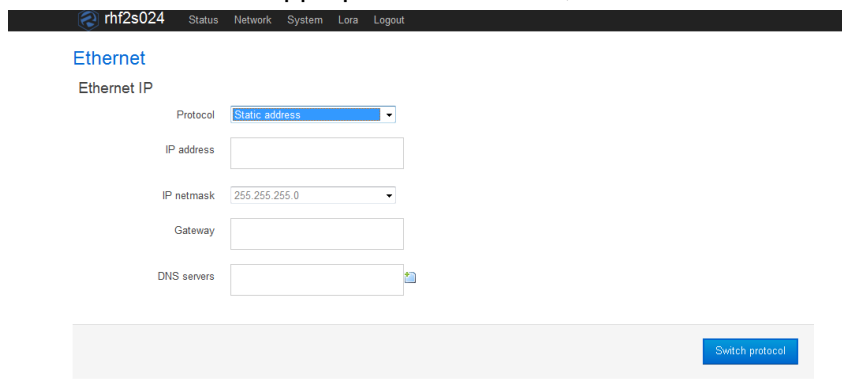 rhf2s024 Status Network System Lora Logout
Ethernet
Ethernet IP
Protocol Static address
IP address
IP netmask 255.255.255.0
Gateway
DNS servers
Switch protocol